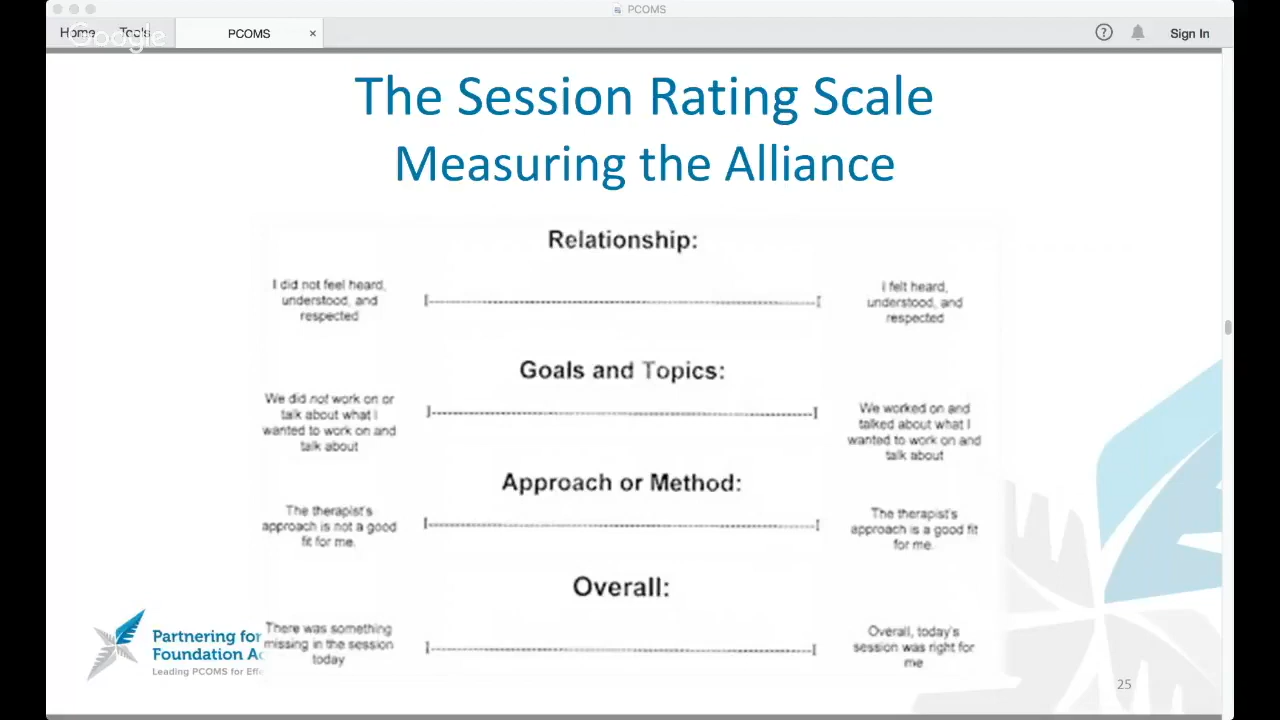 PCOMS
Home Tools PCOMS × ? Sign In
Google
The Session Rating Scale
Measuring the Alliance
Relationship:
I did not feel heard,
understood, and
respected
I felt heard,
understood, and
respected
Goals and Topics:
We did not work on or
talk about what I
wanted to work on and
talk about
We worked on and
talked about what I
wanted to work on and
talk about
Approach or Method:
The therapist's
approach is not a good
fit for me.
The therapist's
approach is a good fit
for me.
Overall:
There was something
missing in the session
today
Overall, today's
session was right for
me
Partnering for
Foundation
Leading PCOMS for
25